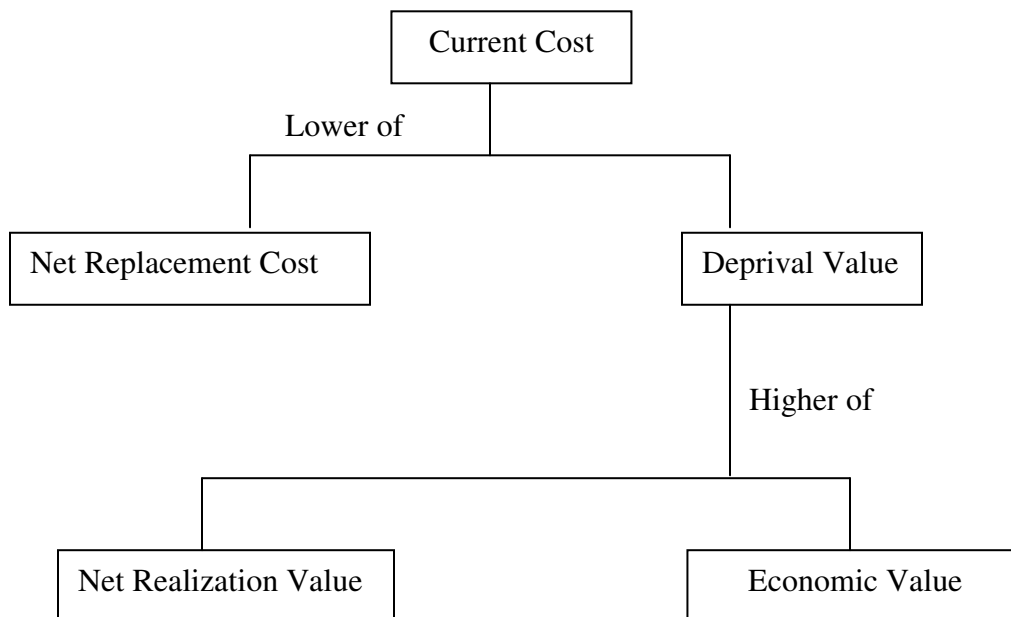 Current Cost
Lower of
Net Replacement Cost
Deprival Value
Higher of
Net Realization Value
Economic Value